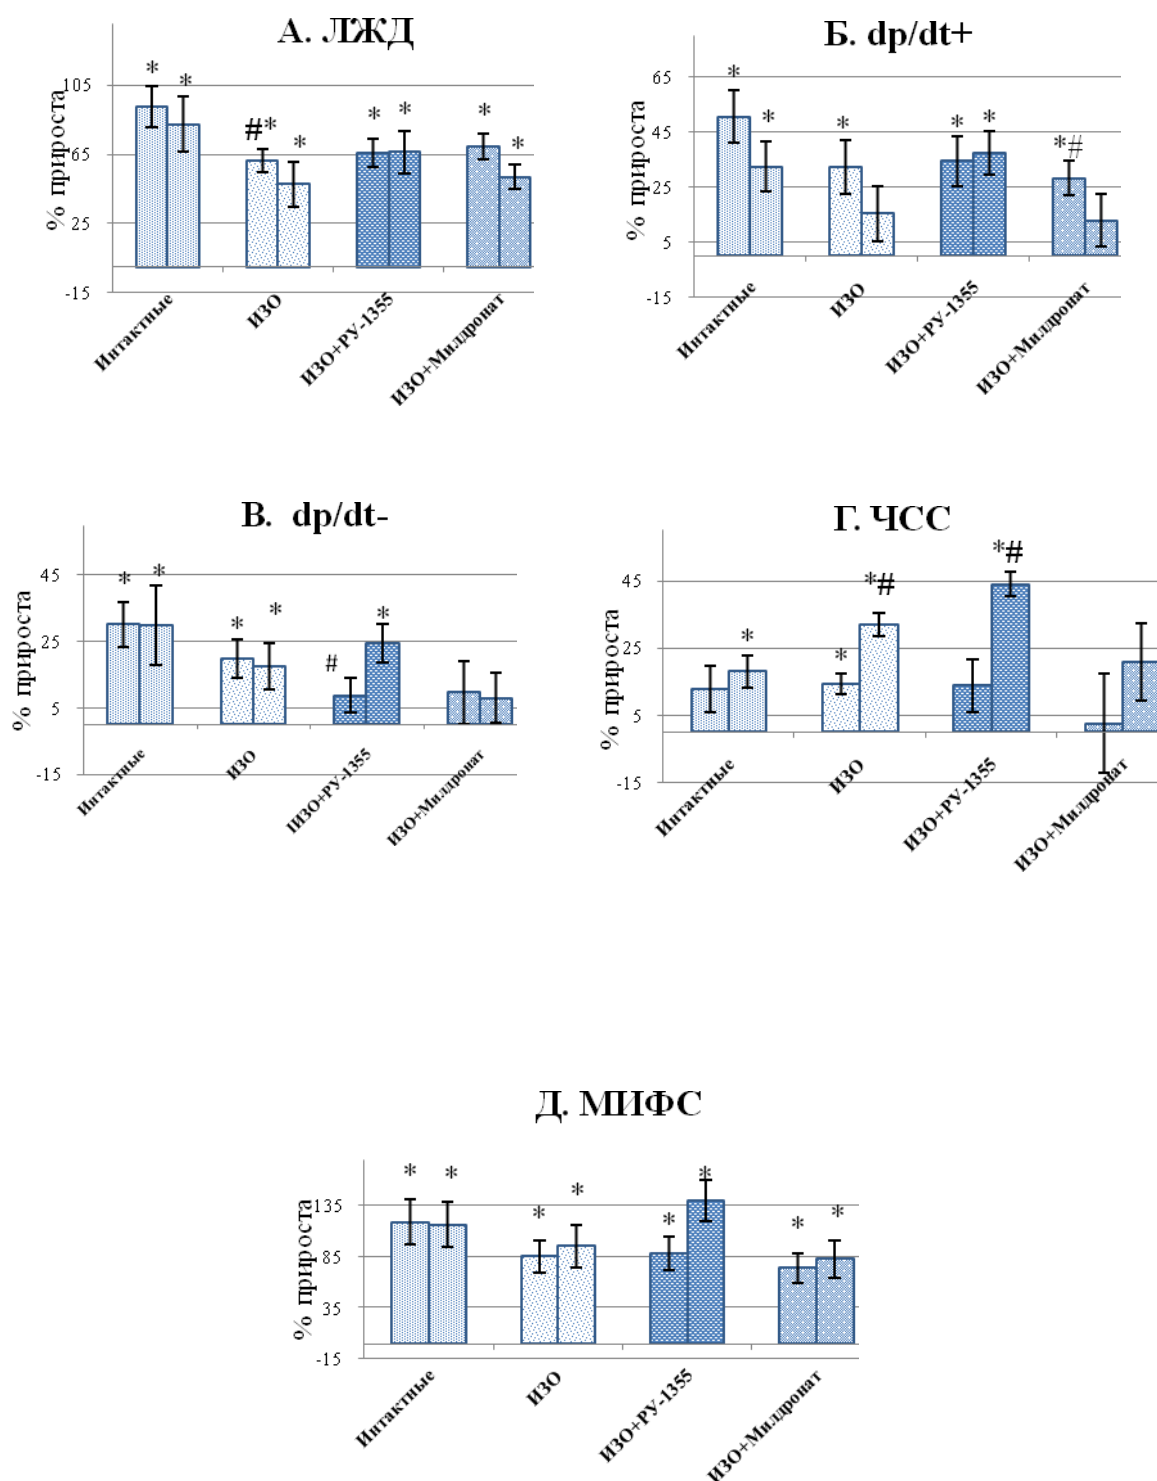 А. ЛЖД
% прироста
105
65
25
-15
* * #* * * * * *
Интактные
ИЗО
ИЗО+РУ-1355
ИЗО+Милдронат
Б. dp/dt+
% прироста
65
45
25
5
-15
* * * * * *#
Интактные
ИЗО
ИЗО+РУ-1355
ИЗО+Милдронат
В. dp/dt-
% прироста
45
25
5
-15
* * * * # *
Интактные
ИЗО
ІИЗО+РУ-1355
ИЗО+Милдронат
Г. ЧСС
% прироста
45
25
5
-15
* * *# *#
Интактные
ИЗО
ИЗО+РУ-1355
ИЗО+Милдронат
Д. МИФС
% прироста
135
85
35
-15
* * * * * * * *
Интактные
ИЗО
ИЗО+РУ-1355
ИЗО+Милдронат